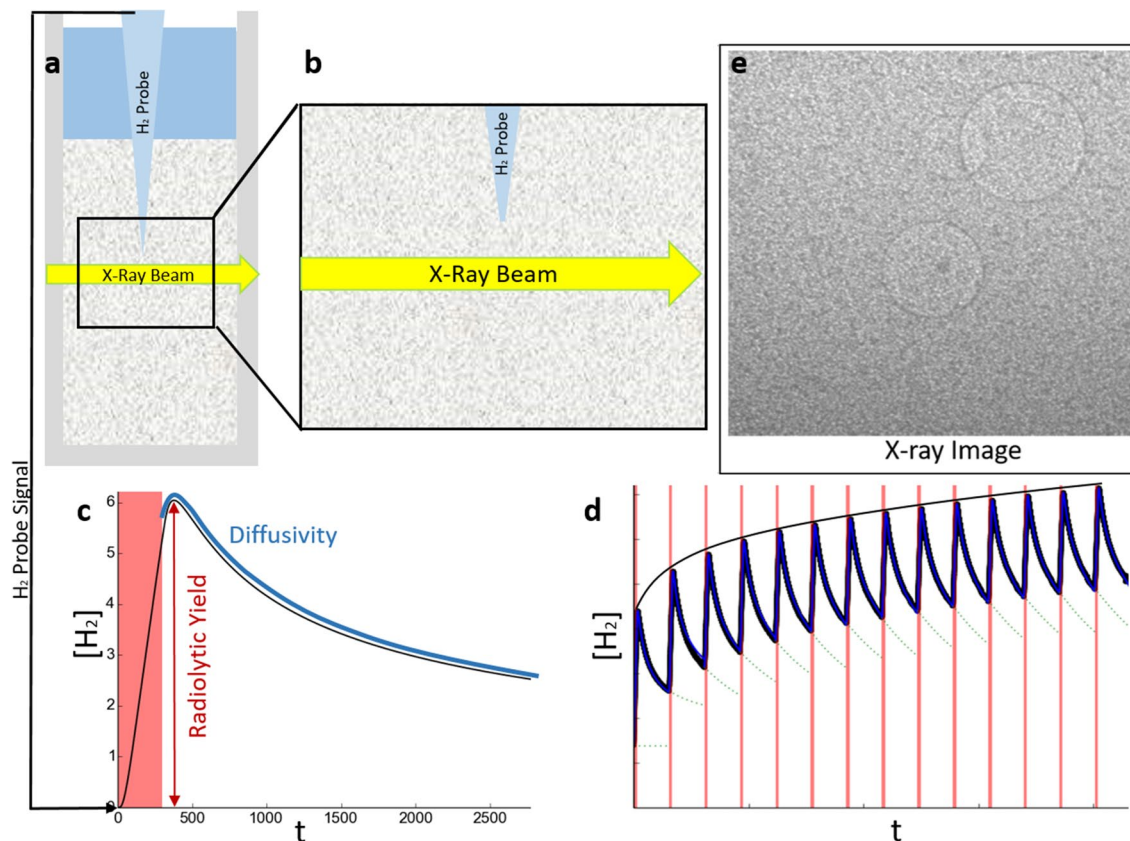 a
H₂ Probe
X-Ray Beam
b
H₂ Probe
X-Ray Beam
e
X-ray Image
H₂ Probe Signal
c
Diffusivity
Radiolytic Yield
[H₂]
6
5
4
3
2
1
0
0 500 1000 1500 2000 2500
t
d
[H₂]
t